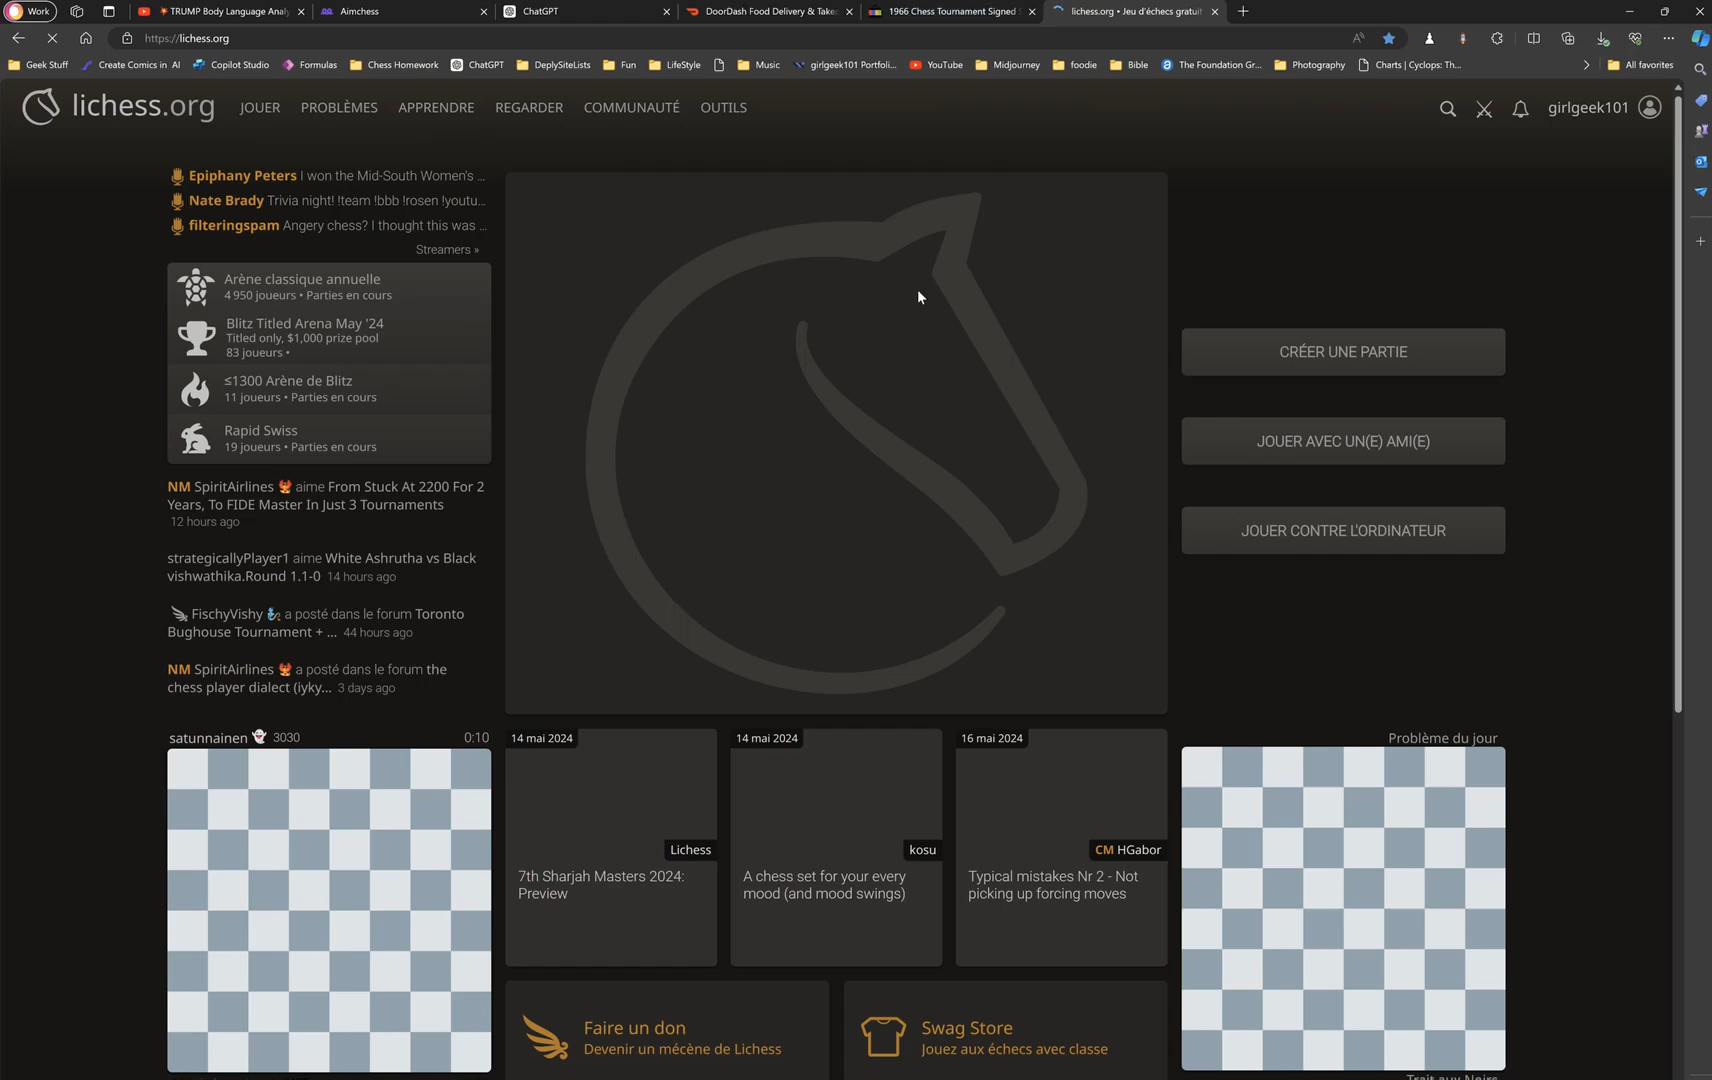 Work
TRUMP Body Language Analy
Aimchess
ChatGPT
DoorDash Food Delivery & Take
1966 Chess Tournament Signed S
lichess.org • Jeu d'échecs gratuit
https://lichess.org
Geek Stuff
Create Comics in AI
Copilot Studio
Formulas
Chess Homework
ChatGPT
DeplySiteLists
Fun
LifeStyle
Music
girlgeek101 Portfoli...
YouTube
Midjourney
foodie
Bible
The Foundation Gr...
Photography
Charts | Cyclops: Th...
All favorites
lichess.org
JOUER
PROBLÈMES
APPRENDRE
REGARDER
COMMUNAUTÉ
OUTILS
girlgeek101
Epiphany Peters I won the Mid-South Women's ...
Nate Brady Trivia night! !team !bbb !rosen !youtu...
filteringspam Angery chess? I thought this was ...
Streamers »
Arène classique annuelle
4 950 joueurs • Parties en cours
Blitz Titled Arena May '24
Titled only, $1,000 prize pool
83 joueurs •
≤1300 Arène de Blitz
11 joueurs • Parties en cours
Rapid Swiss
19 joueurs • Parties en cours
NM SpiritAirlines aime From Stuck At 2200 For 2
Years, To FIDE Master In Just 3 Tournaments
12 hours ago
strategicallyPlayer1 aime White Ashrutha vs Black
vishwathika.Round 1.1-0 14 hours ago
FischyVishy a posté dans le forum Toronto
Bughouse Tournament + ... 44 hours ago
NM SpiritAirlines a posté dans le forum the
chess player dialect (iyky... 3 days ago
CRÉER UNE PARTIE
JOUER AVEC UN(E) AMI(E)
JOUER CONTRE L'ORDINATEUR
satunnainen 3030
0:10
14 mai 2024
Lichess
7th Sharjah Masters 2024:
Preview
14 mai 2024
kosu
A chess set for your every
mood (and mood swings)
16 mai 2024
CM HGabor
Typical mistakes Nr 2 - Not
picking up forcing moves
Problème du jour
Faire un don
Devenir un mécène de Lichess
Swag Store
Jouez aux échecs avec classe
Trait aux Noirs